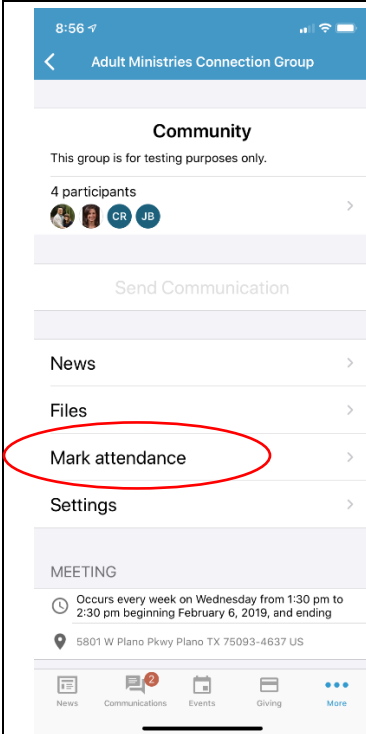 8:56
Adult Ministries Connection Group
Community
This group is for testing purposes only.
4 participants
CR JB
Send Communication
News
Files
Mark attendance
Settings
MEETING
Occurs every week on Wednesday from 1:30 pm to
2:30 pm beginning February 6, 2019, and ending
5801 W Plano Pkwy Plano TX 75093-4637 US
2
News Communications Events Giving More